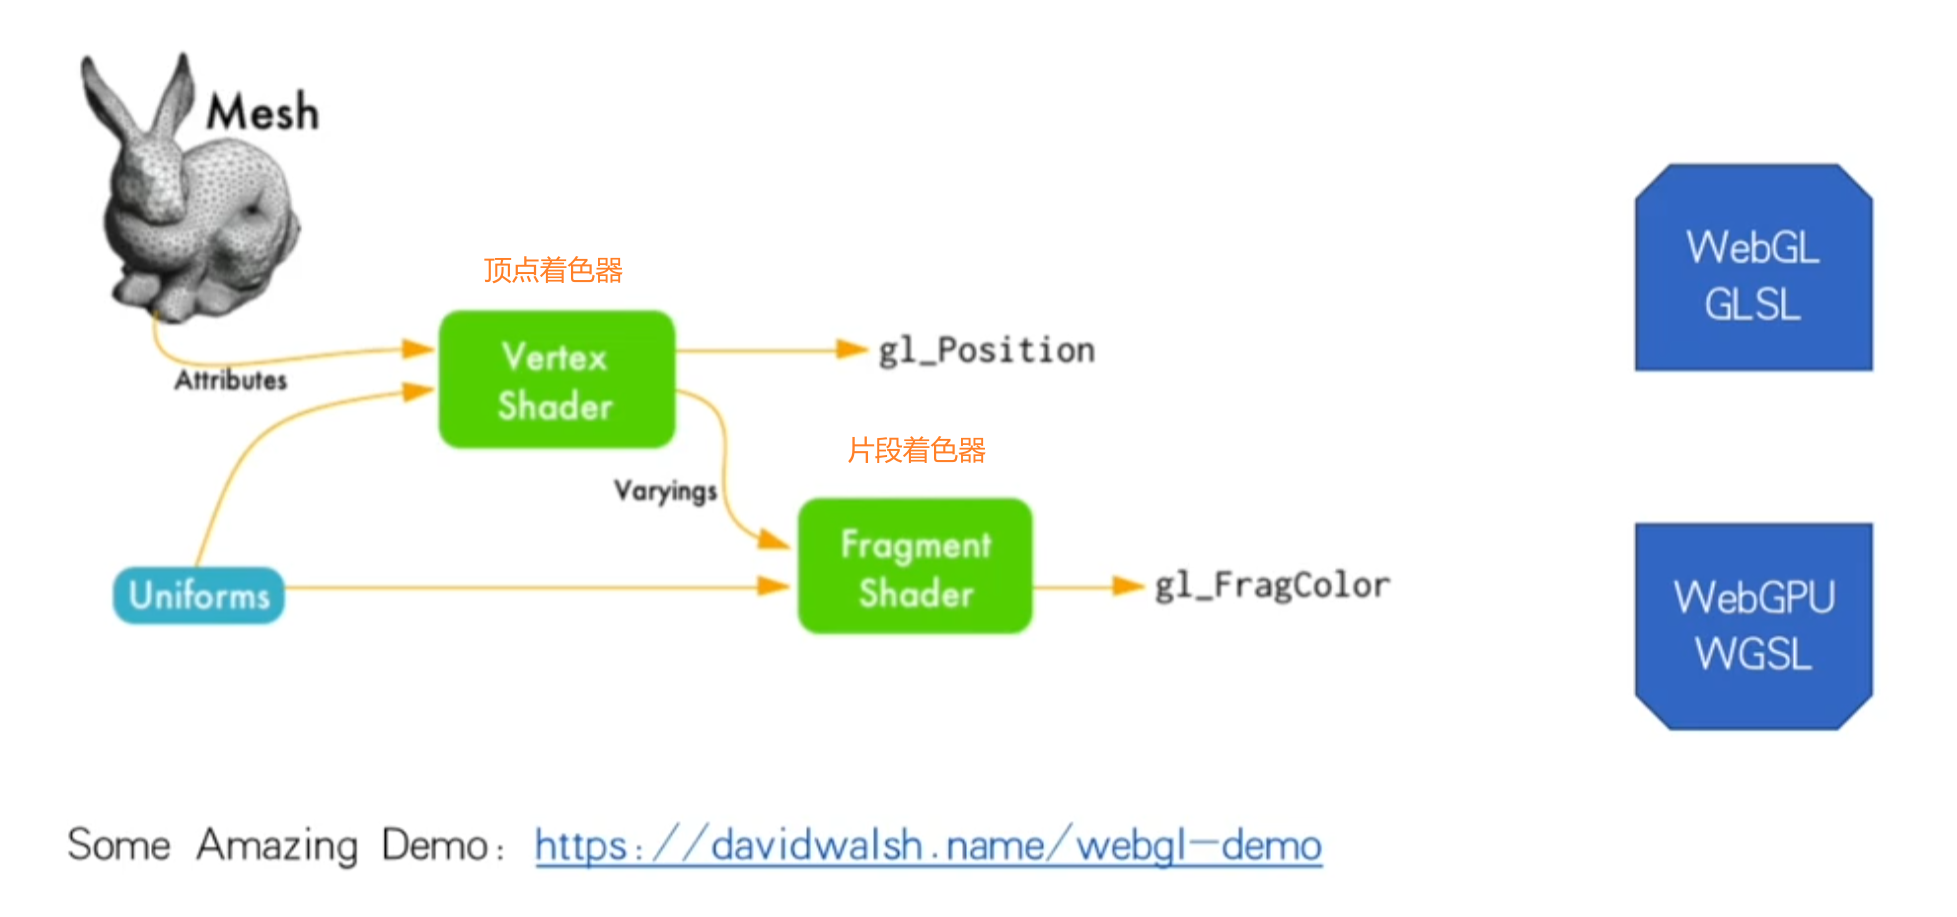 Mesh
顶点着色器
Vertex
Shader
gl_Position
Attributes
片段着色器
Varyings
Fragment
Shader
gl_FragColor
Uniforms
WebGL
GLSL
WebGPU
WGSL
Some Amazing Demo: https://davidwalsh.name/webgl-demo